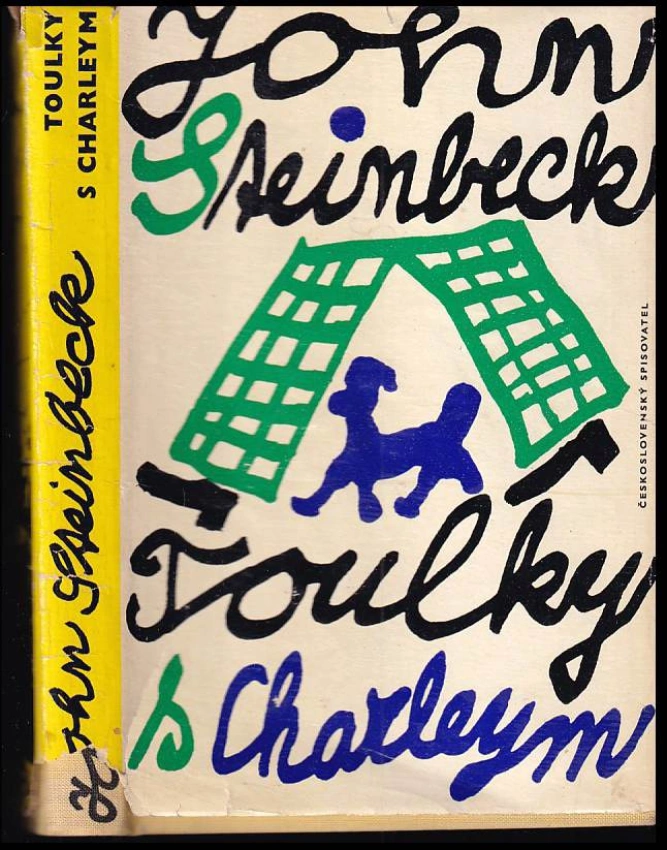 TOULKY
S CHARLEYM
John Steinbeck
John
Steinbeck
ČESKOSLOVENSKÝ SPISOVATEL
Toulky
s Charleym